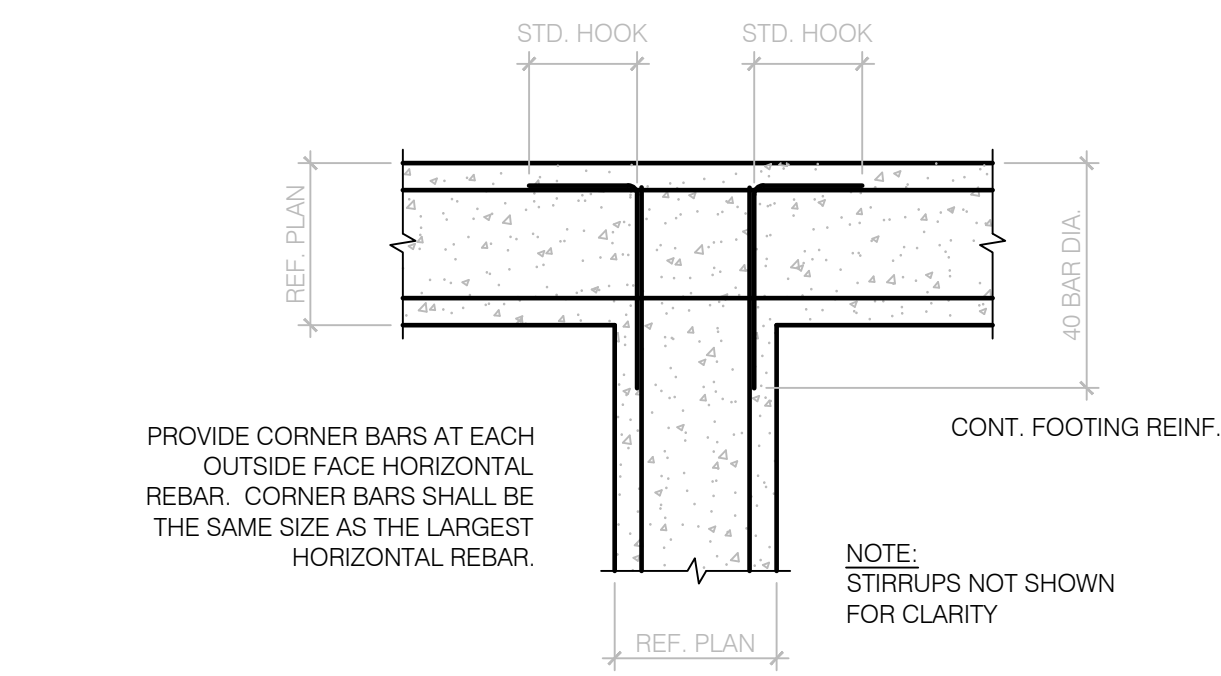 STD. HOOK
STD. HOOK
REF. PLAN
40 BAR DIA.
PROVIDE CORNER BARS AT EACH
OUTSIDE FACE HORIZONTAL
REBAR. CORNER BARS SHALL BE
THE SAME SIZE AS THE LARGEST
HORIZONTAL REBAR.
CONT. FOOTING REINF.
NOTE:
STIRRUPS NOT SHOWN
FOR CLARITY
REF. PLAN